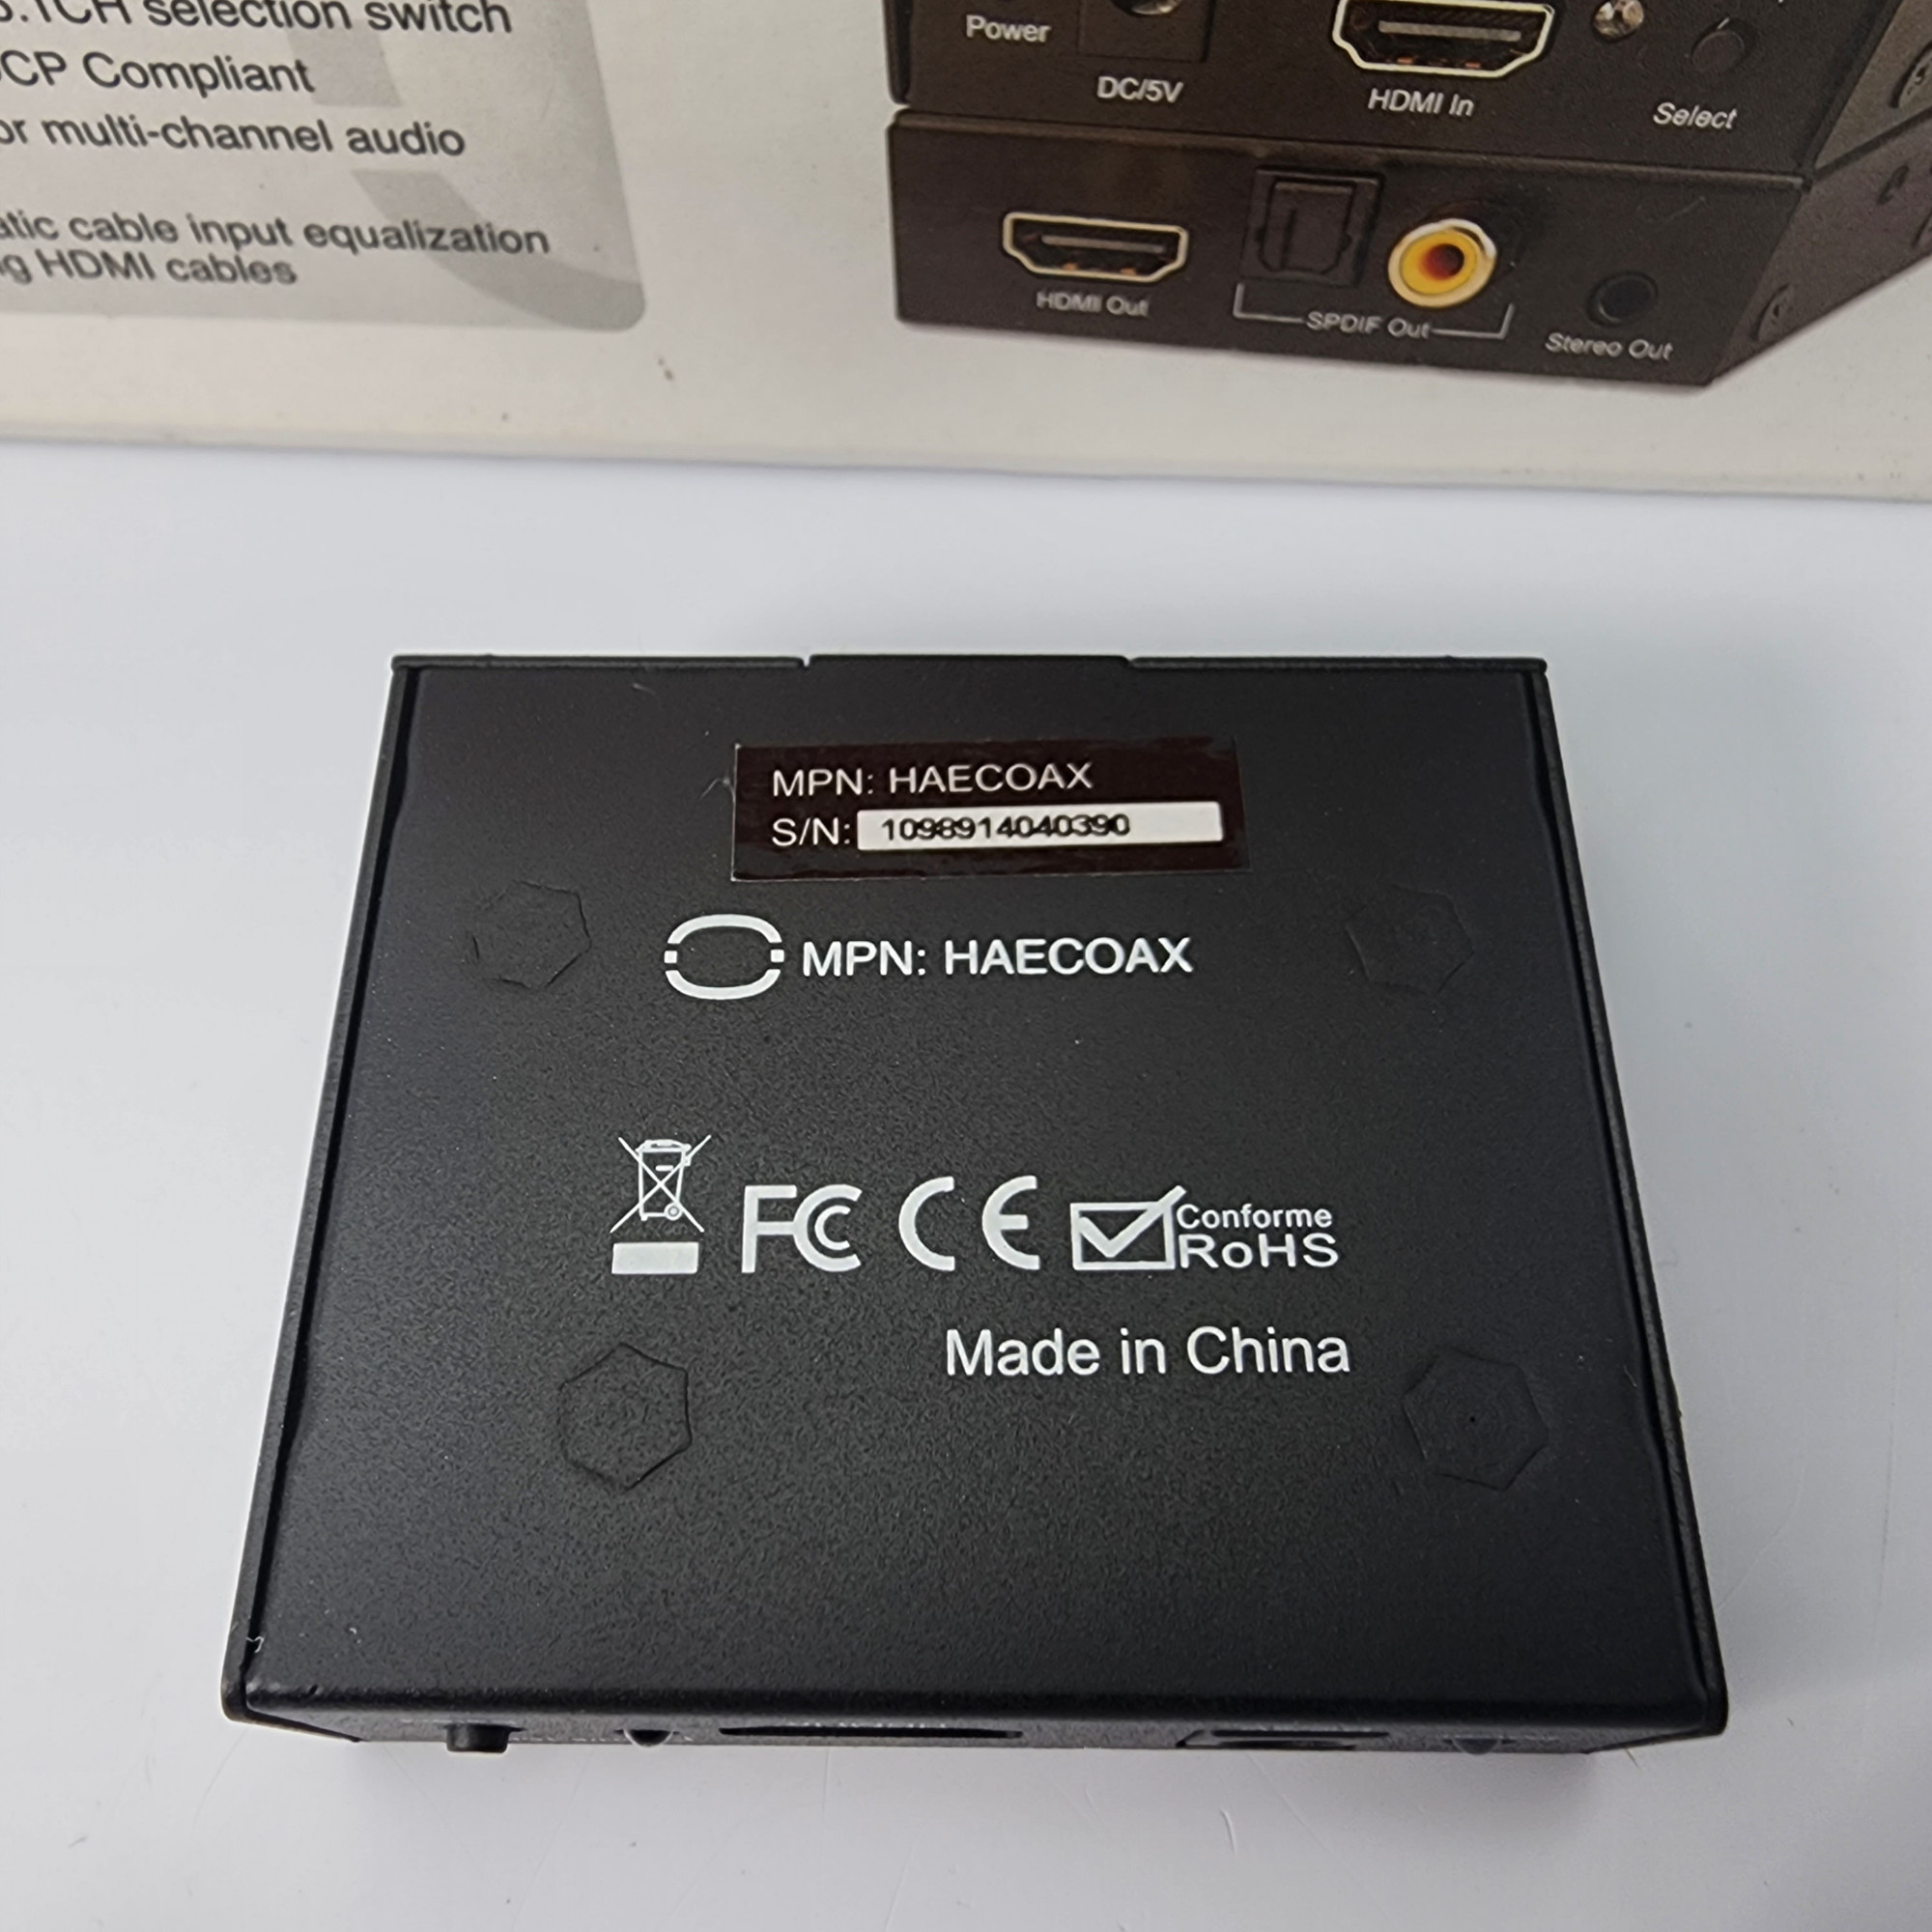 .1CH selection switch
CP Compliant
or multi-channel audio
atic cable input equalization
g HDMI cables
Power
DC/5V
HDMI In
Select
HDMI Out
SPDIF Out
Stereo Out
MPN: HAECOAX
S/N: 1098914040390
MPN: HAECOAX
FC CE Conforme
RoHS
Made in China